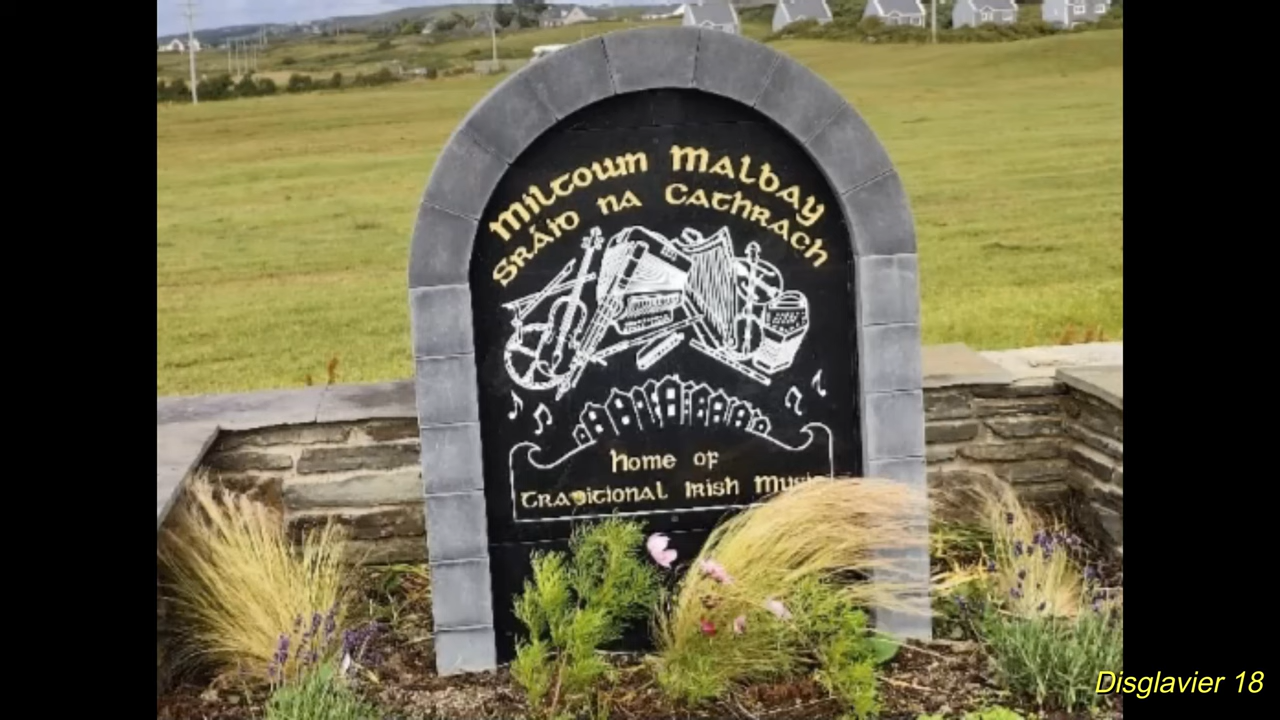 Miltown Malbay
Sráid na Cathrach
Home of
Traditional Irish Music
Disglavier 18